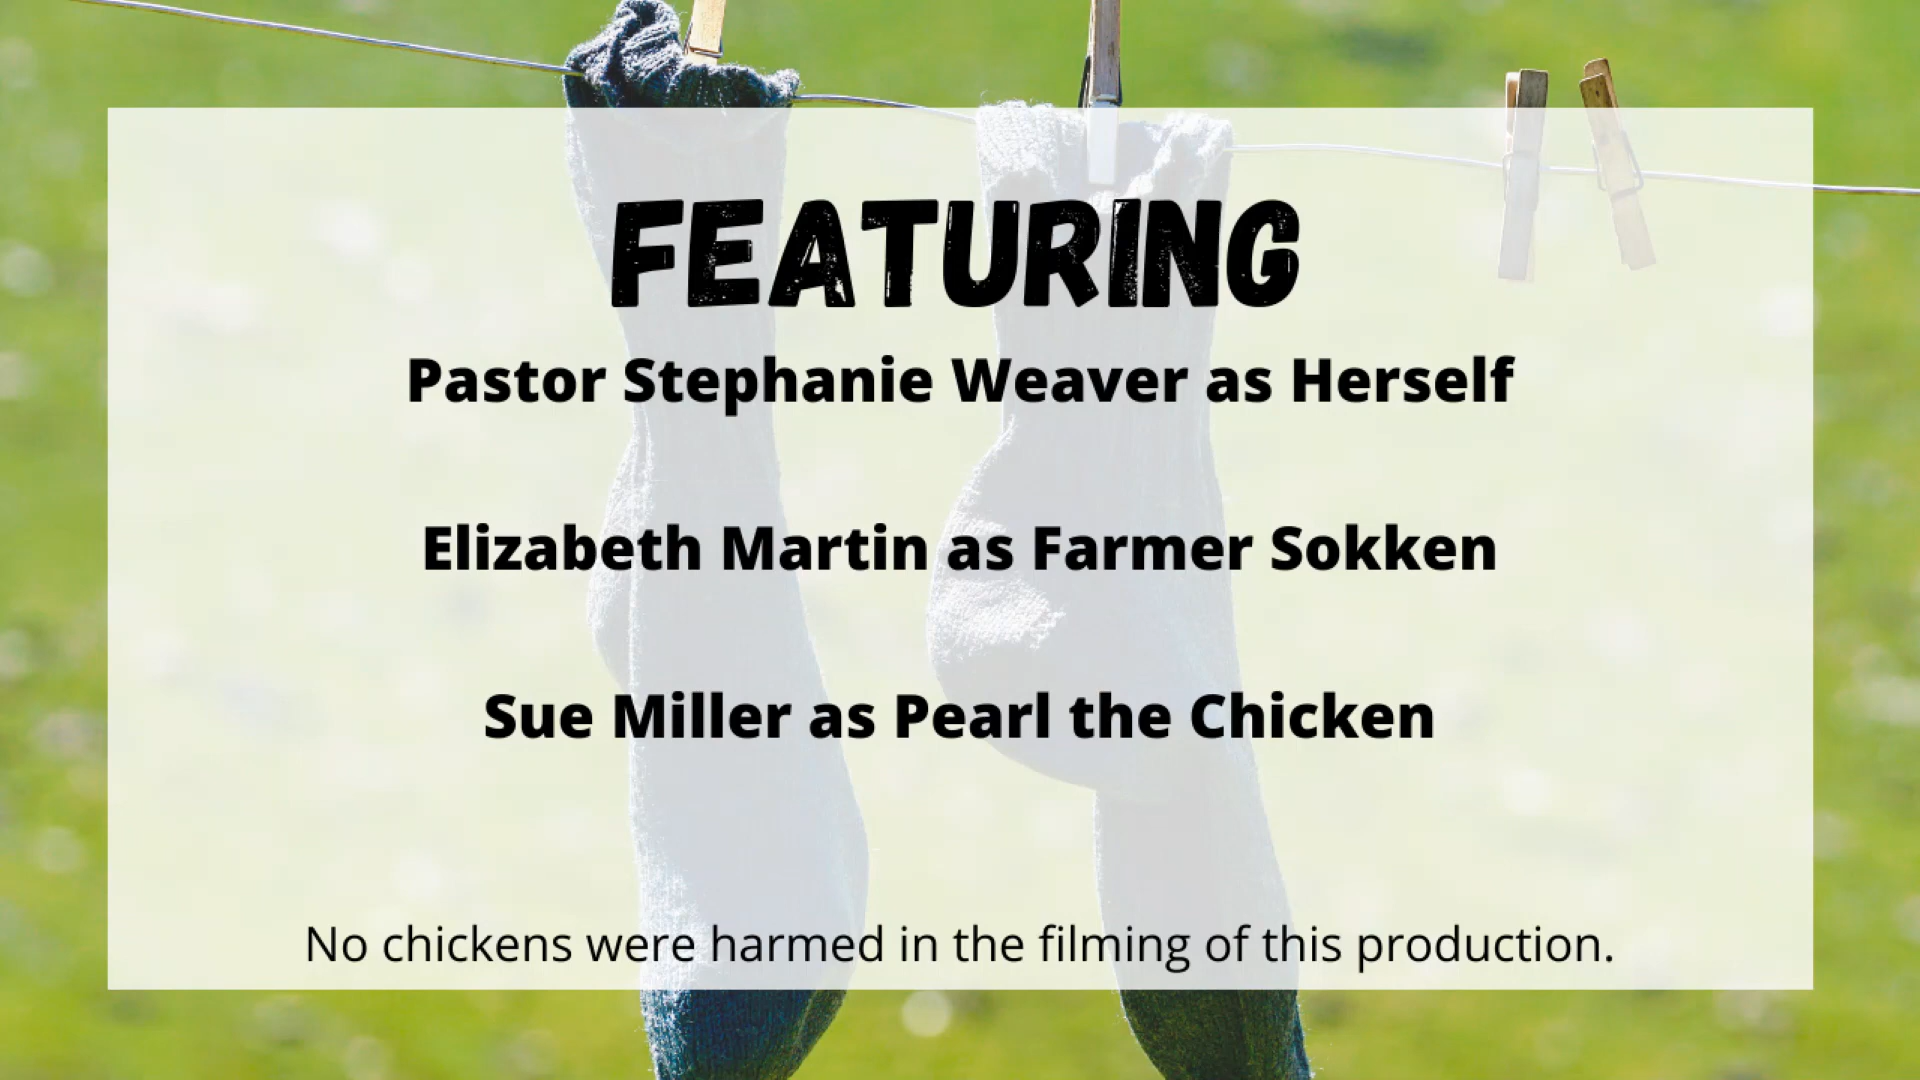 FEATURING
Pastor Stephanie Weaver as Herself
Elizabeth Martin as Farmer Sokken
Sue Miller as Pearl the Chicken
No chickens were harmed in the filming of this production.